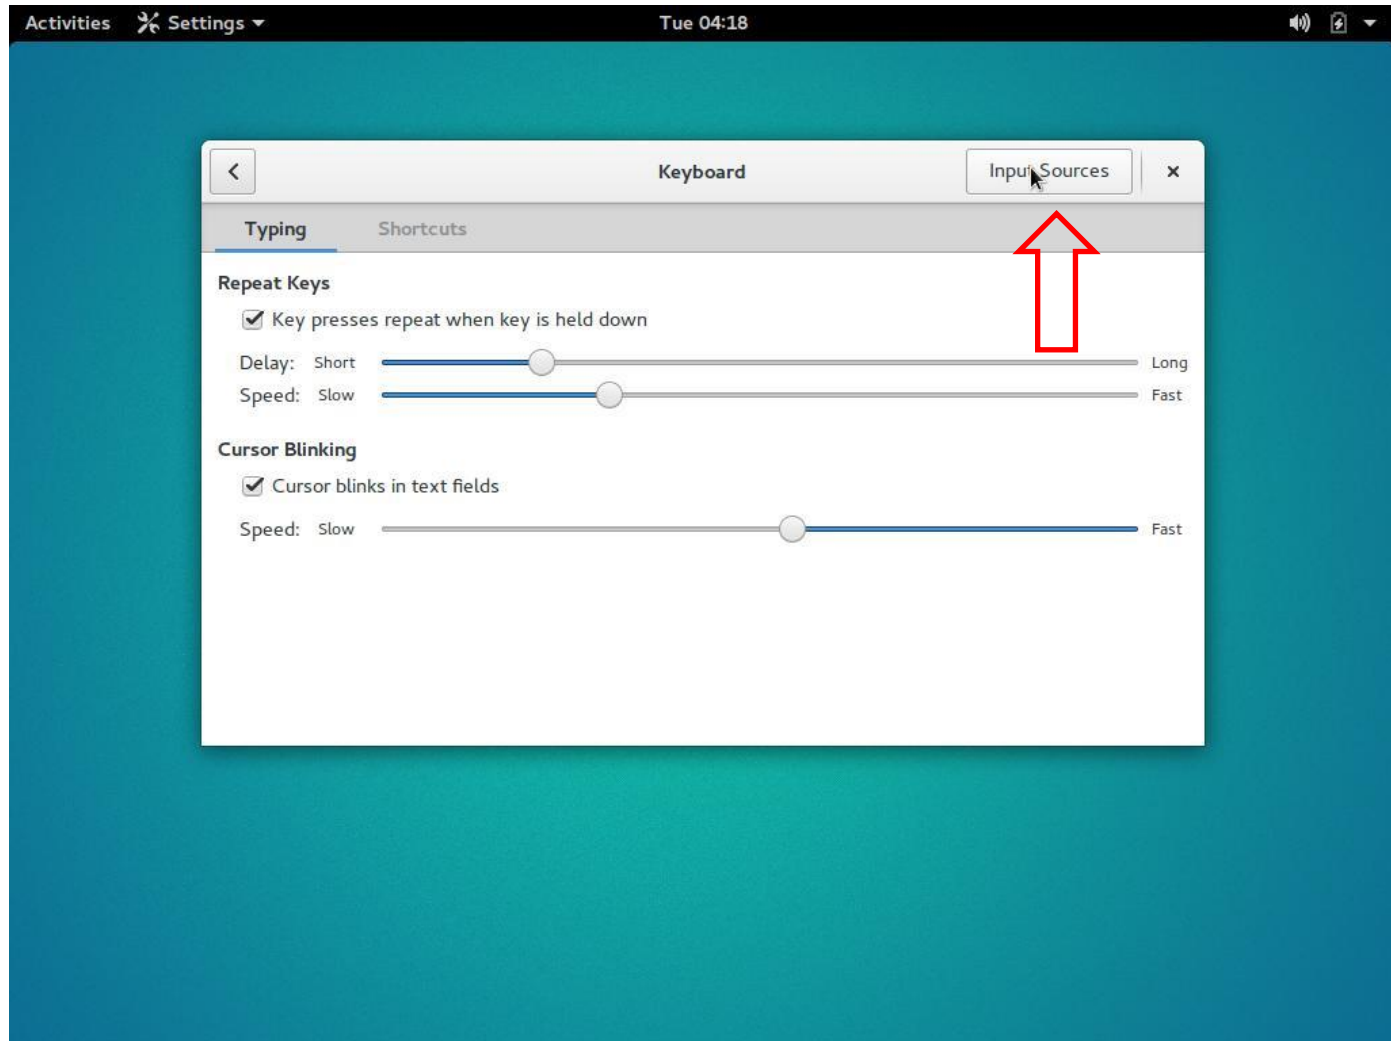 Activities Settings Tue 04:18
Keyboard Input Sources
Typing Shortcuts
Repeat Keys
Key presses repeat when key is held down
Delay: Short Long
Speed: Slow Fast
Cursor Blinking
Cursor blinks in text fields
Speed: Slow Fast